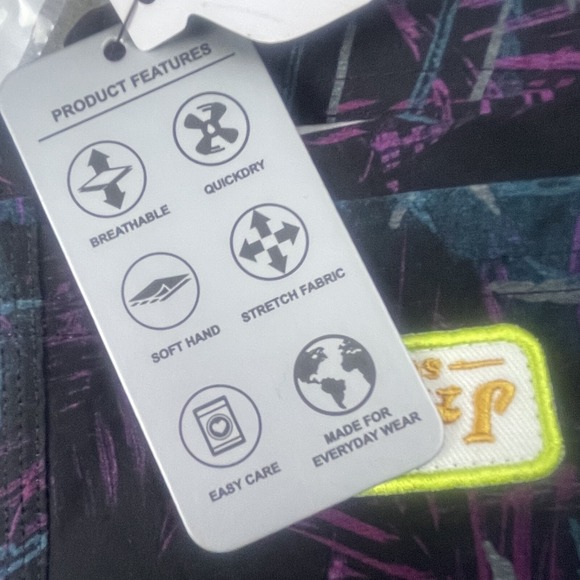 PRODUCT FEATURES
BREATHABLE
QUICKDRY
SOFT HAND
STRETCH FABRIC
EASY CARE
MADE FOR
EVERYDAY WEAR